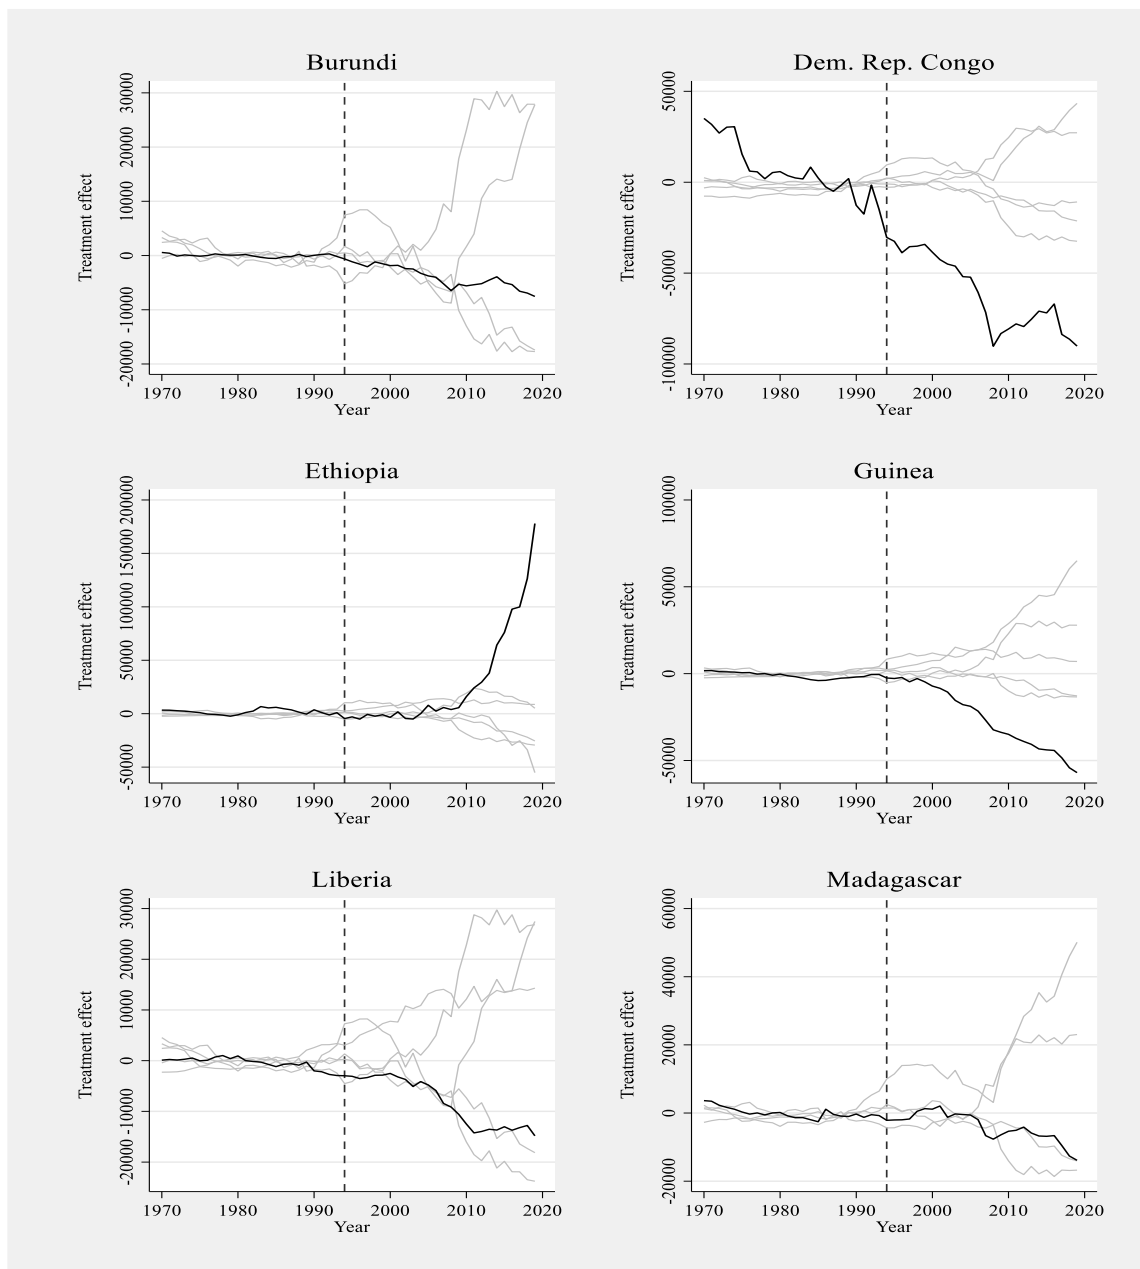 Burundi
Treatment effect
30000
20000
10000
0
-10000
-20000
1970 1980 1990 2000 2010 2020
Year
Dem. Rep. Congo
Treatment effect
50000
0
-50000
-100000
1970 1980 1990 2000 2010 2020
Year
Ethiopia
Treatment effect
200000
150000
100000
50000
0
-50000
1970 1980 1990 2000 2010 2020
Year
Guinea
Treatment effect
100000
50000
0
-50000
1970 1980 1990 2000 2010 2020
Year
Liberia
Treatment effect
30000
20000
10000
0
-10000
-20000
1970 1980 1990 2000 2010 2020
Year
Madagascar
Treatment effect
60000
40000
20000
0
-20000
1970 1980 1990 2000 2010 2020
Year